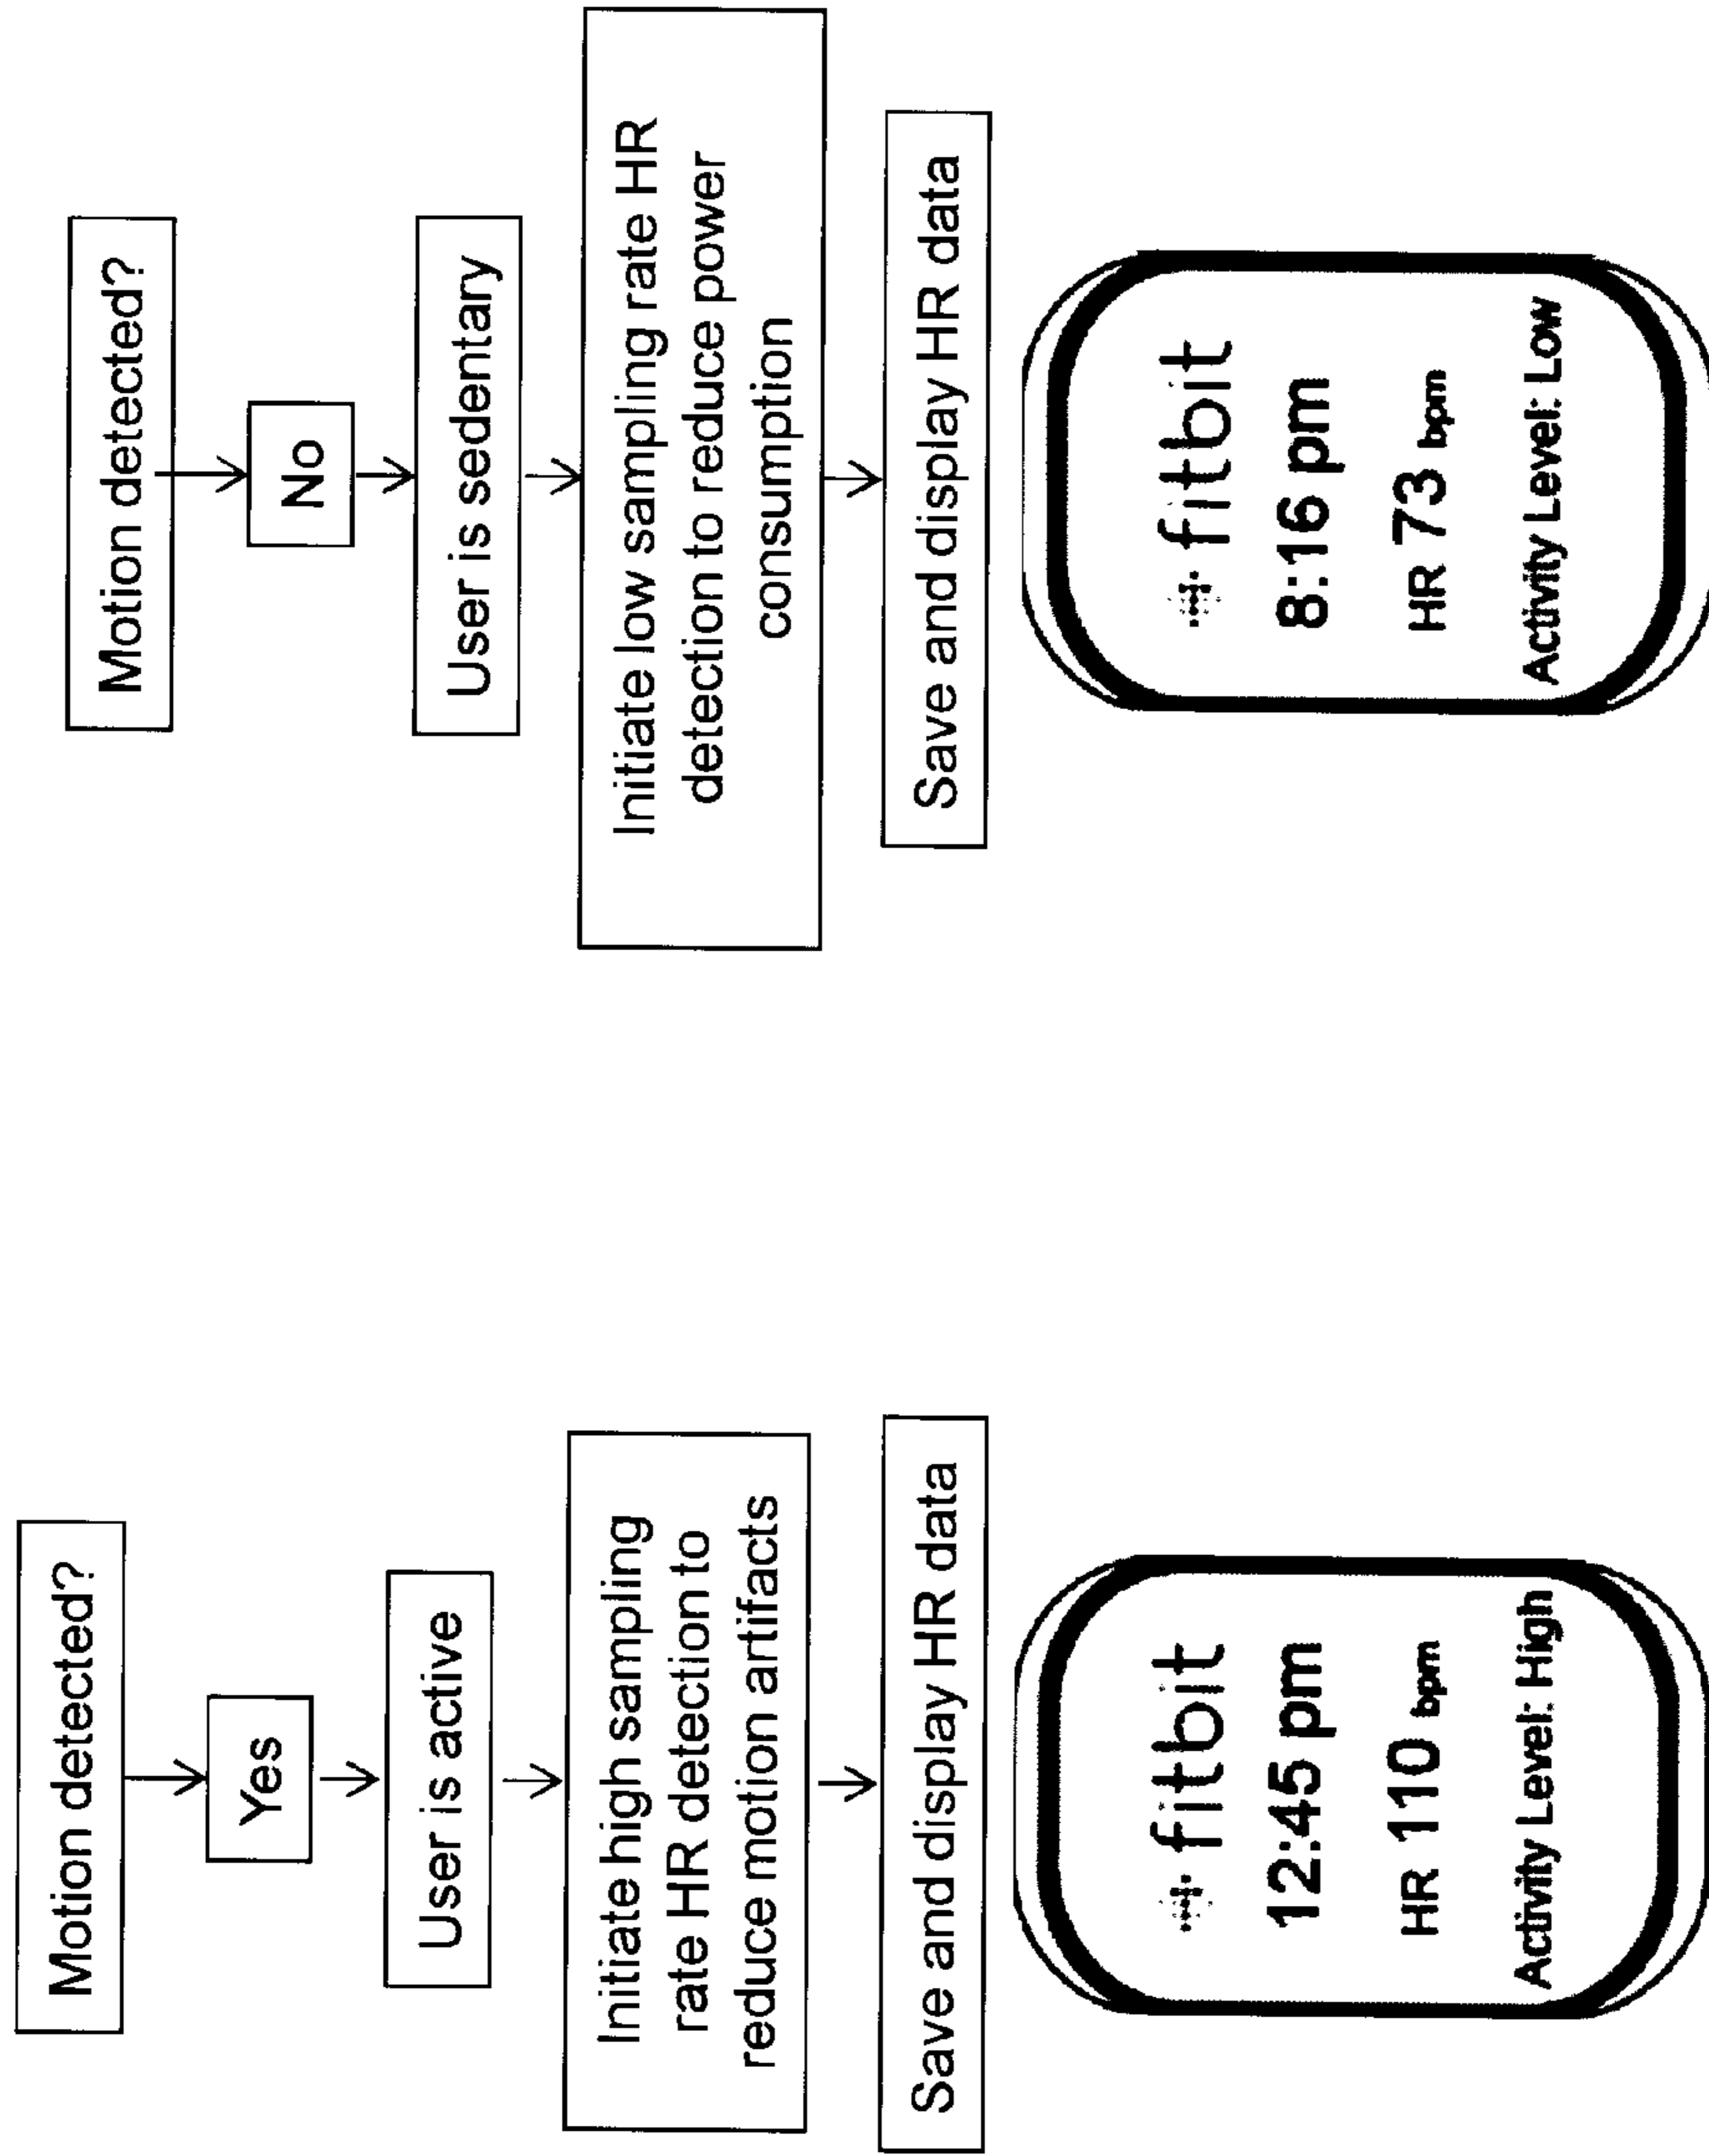 Motion detected?
Yes
User is active
Initiate high sampling
rate HR detection to
reduce motion artifacts
Save and display HR data
fitbit
12:45 pm
HR 110 bpm
Activity Level: High
Motion detected?
No
User is sedentary
Initiate low sampling rate HR
detection to reduce power
consumption
Save and display HR data
fitbit
8:16 pm
HR 73 bpm
Activity Level: Low